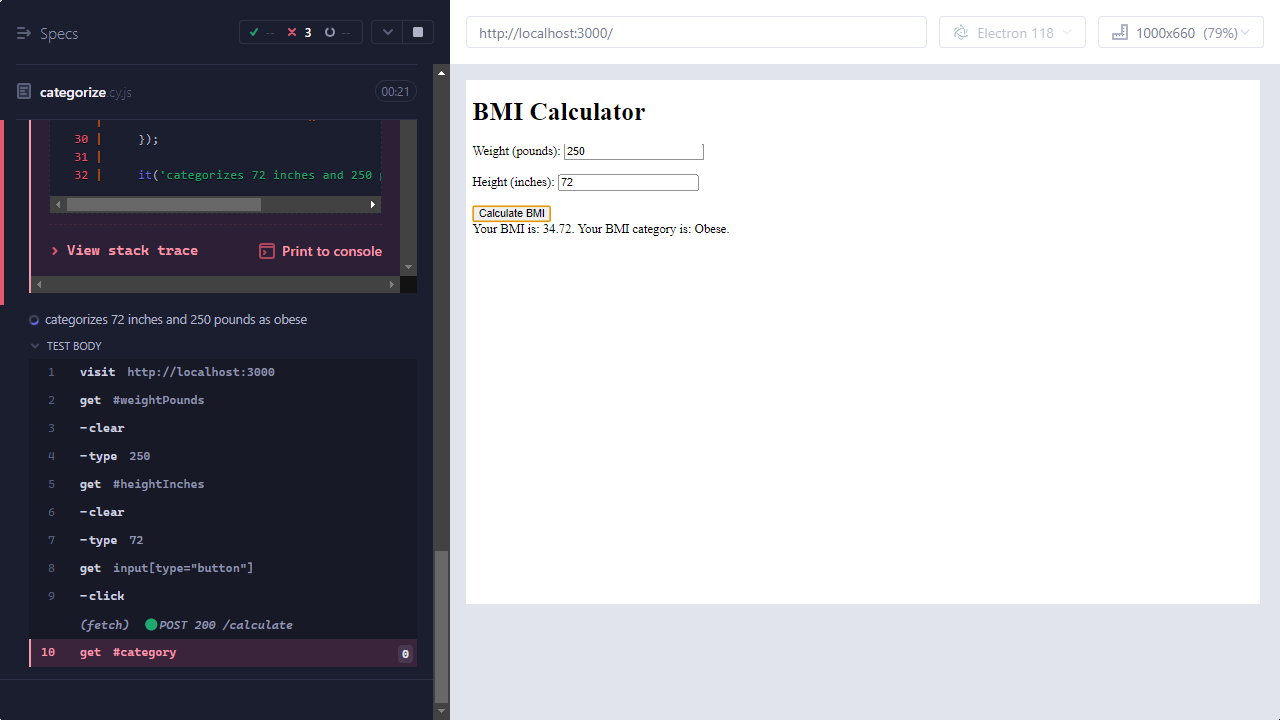 Specs
-- 3 --
categorize.cy.js
00:21
30 | });
31 |
32 | it('categorizes 72 inches and 250
View stack trace
Print to console
categorizes 72 inches and 250 pounds as obese
TEST BODY
1 visit http://localhost:3000
2 get #weightPounds
3 -clear
4 -type 250
5 get #heightInches
6 -clear
7 -type 72
8 get input[type="button"]
9 -click
(fetch) POST 200 /calculate
10 get #category 0
http://localhost:3000/
Electron 118
1000x660 (79%)
BMI Calculator
Weight (pounds): 250
Height (inches): 72
Calculate BMI
Your BMI is: 34.72. Your BMI category is: Obese.